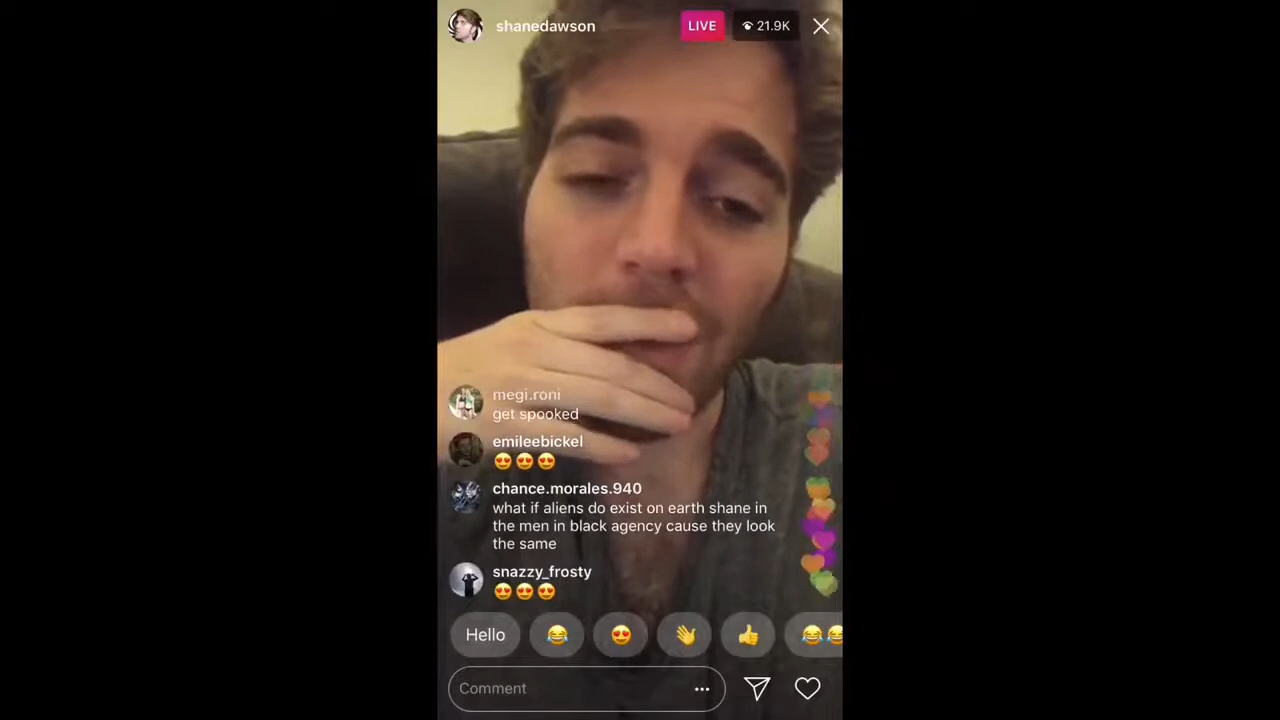 shanedawson LIVE 21.9K
megi.roni
get spooked
emileebickel
😍😍😍
chance.morales.940
what if aliens do exist on earth shane in
the men in black agency cause they look
the same
snazzy_frosty
😍😍😍
Hello 😂 😍 👋 👍 😂😂
Comment